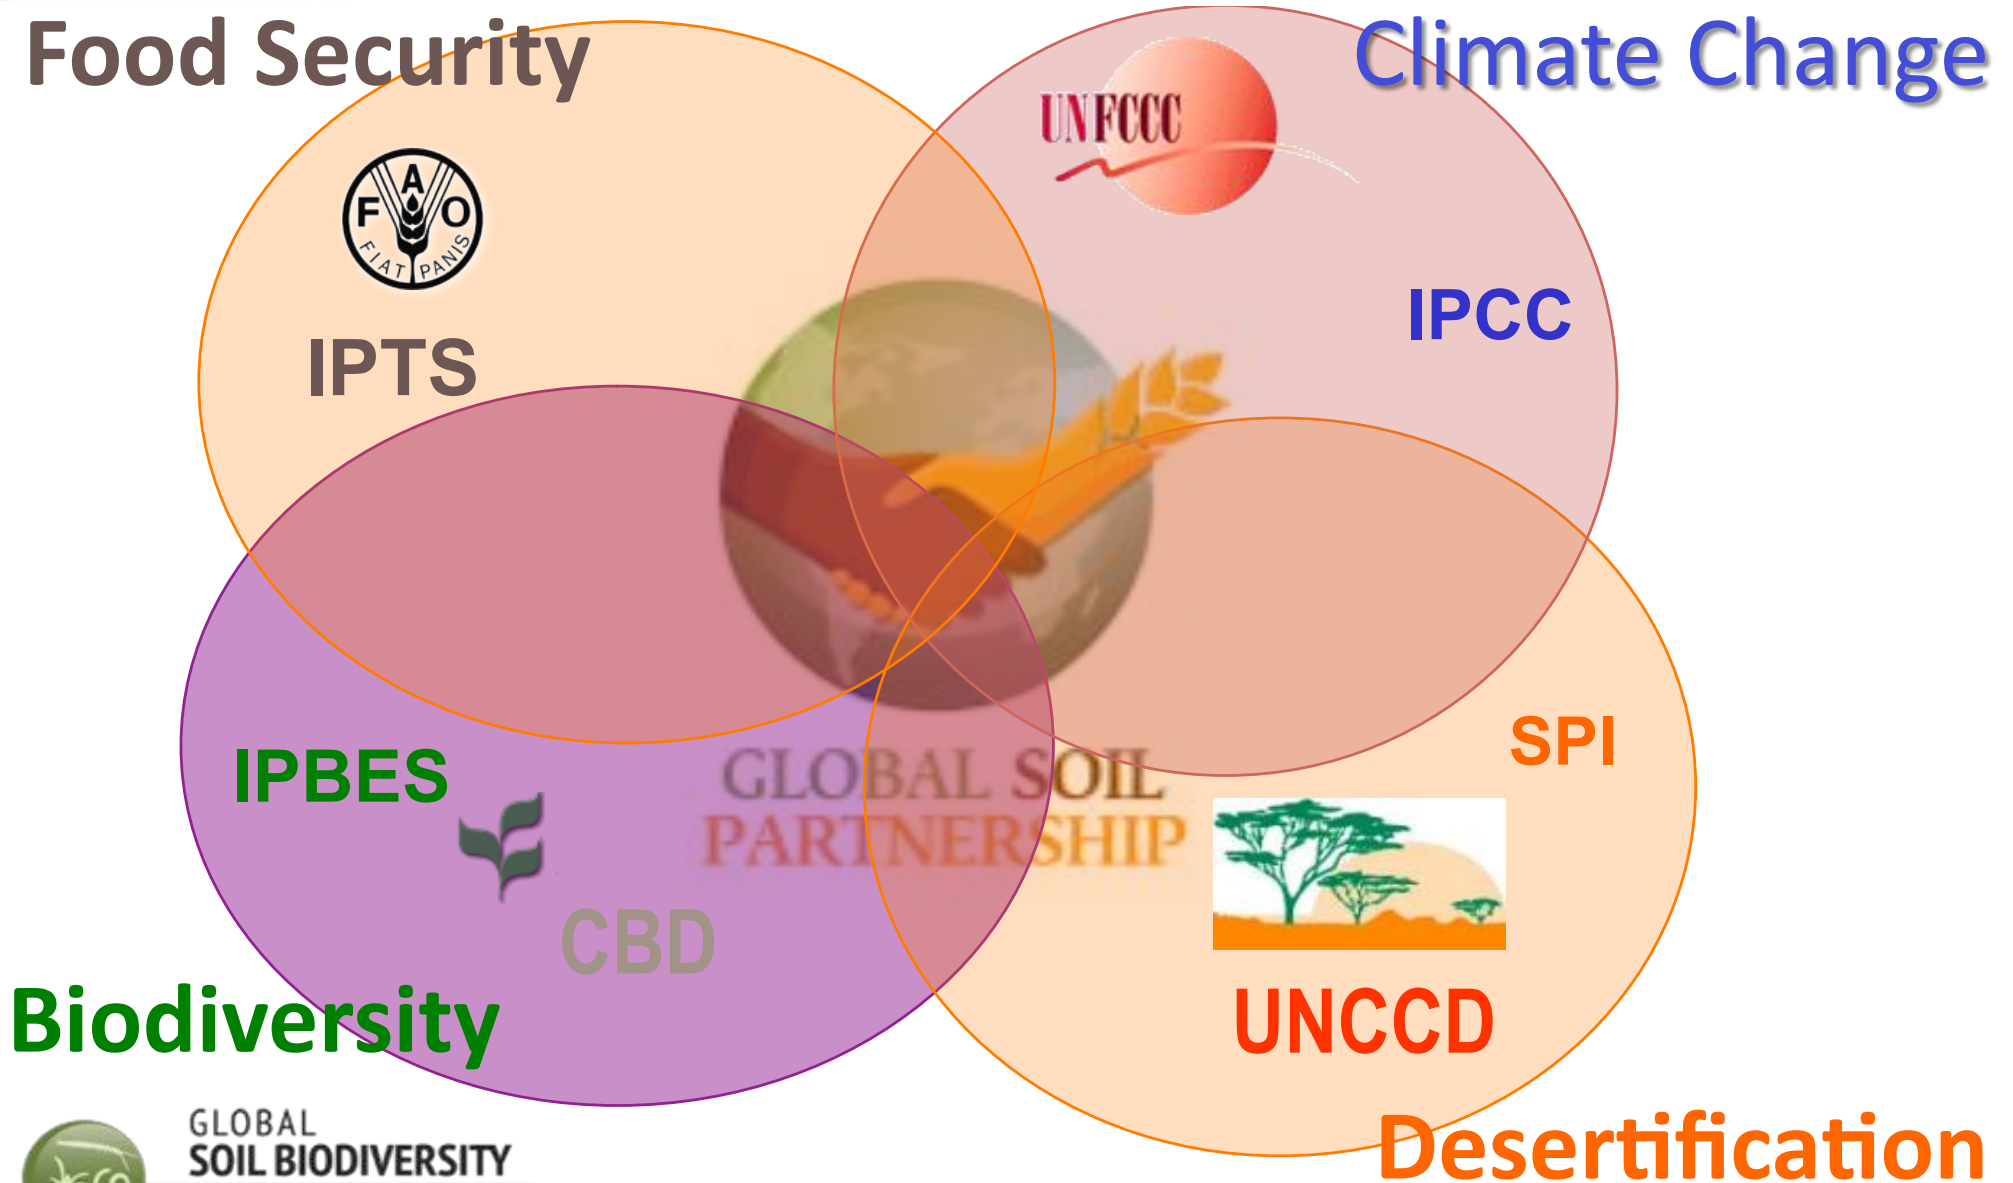 Food Security
Climate Change
UNFCCC
FAO
FIAT PANIS
IPCC
IPTS
SPI
IPBES
GLOBAL SOIL
PARTNERSHIP
CBD
UNCCD
Biodiversity
Desertification
GLOBAL
SOIL BIODIVERSITY